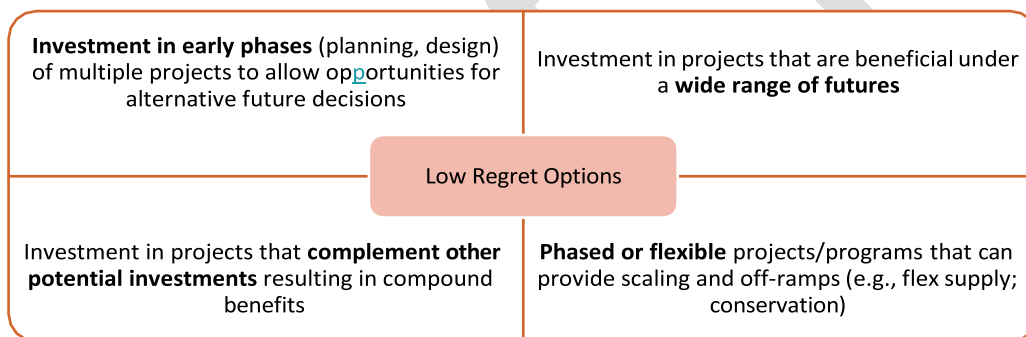 Investment in early phases (planning, design)
of multiple projects to allow opportunities for
alternative future decisions
Investment in projects that are beneficial under
a wide range of futures
Low Regret Options
Investment in projects that complement other
potential investments resulting in compound
benefits
Phased or flexible projects/programs that can
provide scaling and off-ramps (e.g., flex supply;
conservation)